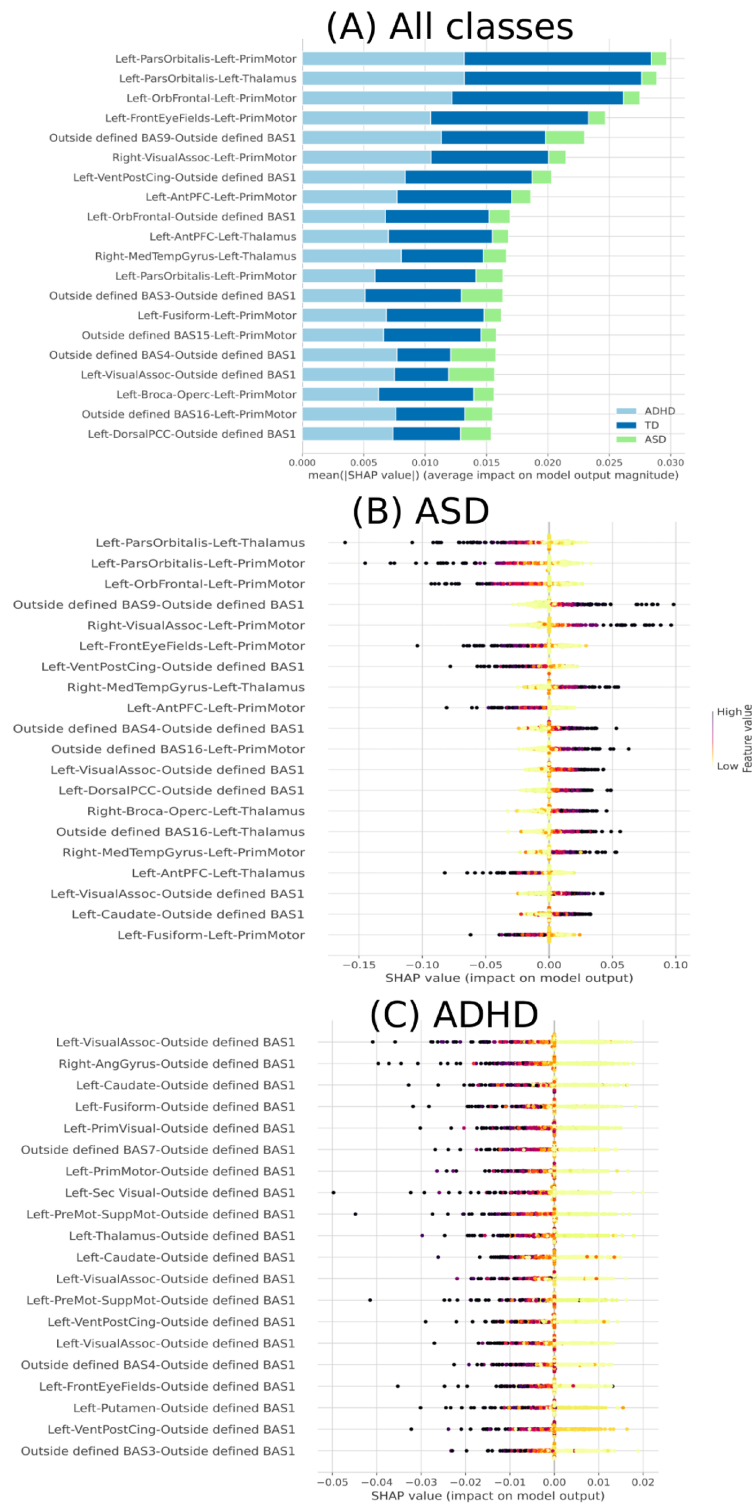 (A) All classes
Left-ParsOrbitalis-Left-PrimMotor
Left-ParsOrbitalis-Left-Thalamus
Left-OrbFrontal-Left-PrimMotor
Left-FrontEyeFields-Left-PrimMotor
Outside defined BAS9-Outside defined BAS1
Right-VisualAssoc-Left-PrimMotor
Left-VentPostCing-Outside defined BAS1
Left-AntPFC-Left-PrimMotor
Left-OrbFrontal-Outside defined BAS1
Left-AntPFC-Left-Thalamus
Right-MedTempGyrus-Left-Thalamus
Left-ParsOrbitalis-Left-PrimMotor
Outside defined BAS3-Outside defined BAS1
Left-Fusiform-Left-PrimMotor
Outside defined BAS15-Left-PrimMotor
Outside defined BAS4-Outside defined BAS1
Left-VisualAssoc-Outside defined BAS1
Left-Broca-Operc-Left-PrimMotor
Outside defined BAS16-Left-PrimMotor
Left-DorsalPCC-Outside defined BAS1
ADHD
TD
ASD
0.000 0.005 0.010 0.015 0.020 0.025 0.030
mean(|SHAP value|) (average impact on model output magnitude)
(B) ASD
Left-ParsOrbitalis-Left-Thalamus
Left-ParsOrbitalis-Left-PrimMotor
Left-OrbFrontal-Left-PrimMotor
Outside defined BAS9-Outside defined BAS1
Right-VisualAssoc-Left-PrimMotor
Left-FrontEyeFields-Left-PrimMotor
Left-VentPostCing-Outside defined BAS1
Right-MedTempGyrus-Left-Thalamus
Left-AntPFC-Left-PrimMotor
Outside defined BAS4-Outside defined BAS1
Outside defined BAS16-Left-PrimMotor
Left-VisualAssoc-Outside defined BAS1
Left-DorsalPCC-Outside defined BAS1
Right-Broca-Operc-Left-Thalamus
Outside defined BAS16-Left-Thalamus
Right-MedTempGyrus-Left-PrimMotor
Left-AntPFC-Left-Thalamus
Left-VisualAssoc-Outside defined BAS1
Left-Caudate-Outside defined BAS1
Left-Fusiform-Left-PrimMotor
High
Low
Feature value
−0.15 −0.10 −0.05 0.00 0.05 0.10
SHAP value (impact on model output)
(C) ADHD
Left-VisualAssoc-Outside defined BAS1
Right-AngGyrus-Outside defined BAS1
Left-Caudate-Outside defined BAS1
Left-Fusiform-Outside defined BAS1
Left-PrimVisual-Outside defined BAS1
Outside defined BAS7-Outside defined BAS1
Left-PrimMotor-Outside defined BAS1
Left-Sec Visual-Outside defined BAS1
Left-PreMot-SuppMot-Outside defined BAS1
Left-Thalamus-Outside defined BAS1
Left-Caudate-Outside defined BAS1
Left-VisualAssoc-Outside defined BAS1
Left-PreMot-SuppMot-Outside defined BAS1
Left-VentPostCing-Outside defined BAS1
Left-VisualAssoc-Outside defined BAS1
Outside defined BAS4-Outside defined BAS1
Left-FrontEyeFields-Outside defined BAS1
Left-Putamen-Outside defined BAS1
Left-VentPostCing-Outside defined BAS1
Outside defined BAS3-Outside defined BAS1
−0.05 −0.04 −0.03 −0.02 −0.01 0.00 0.01 0.02
SHAP value (impact on model output)